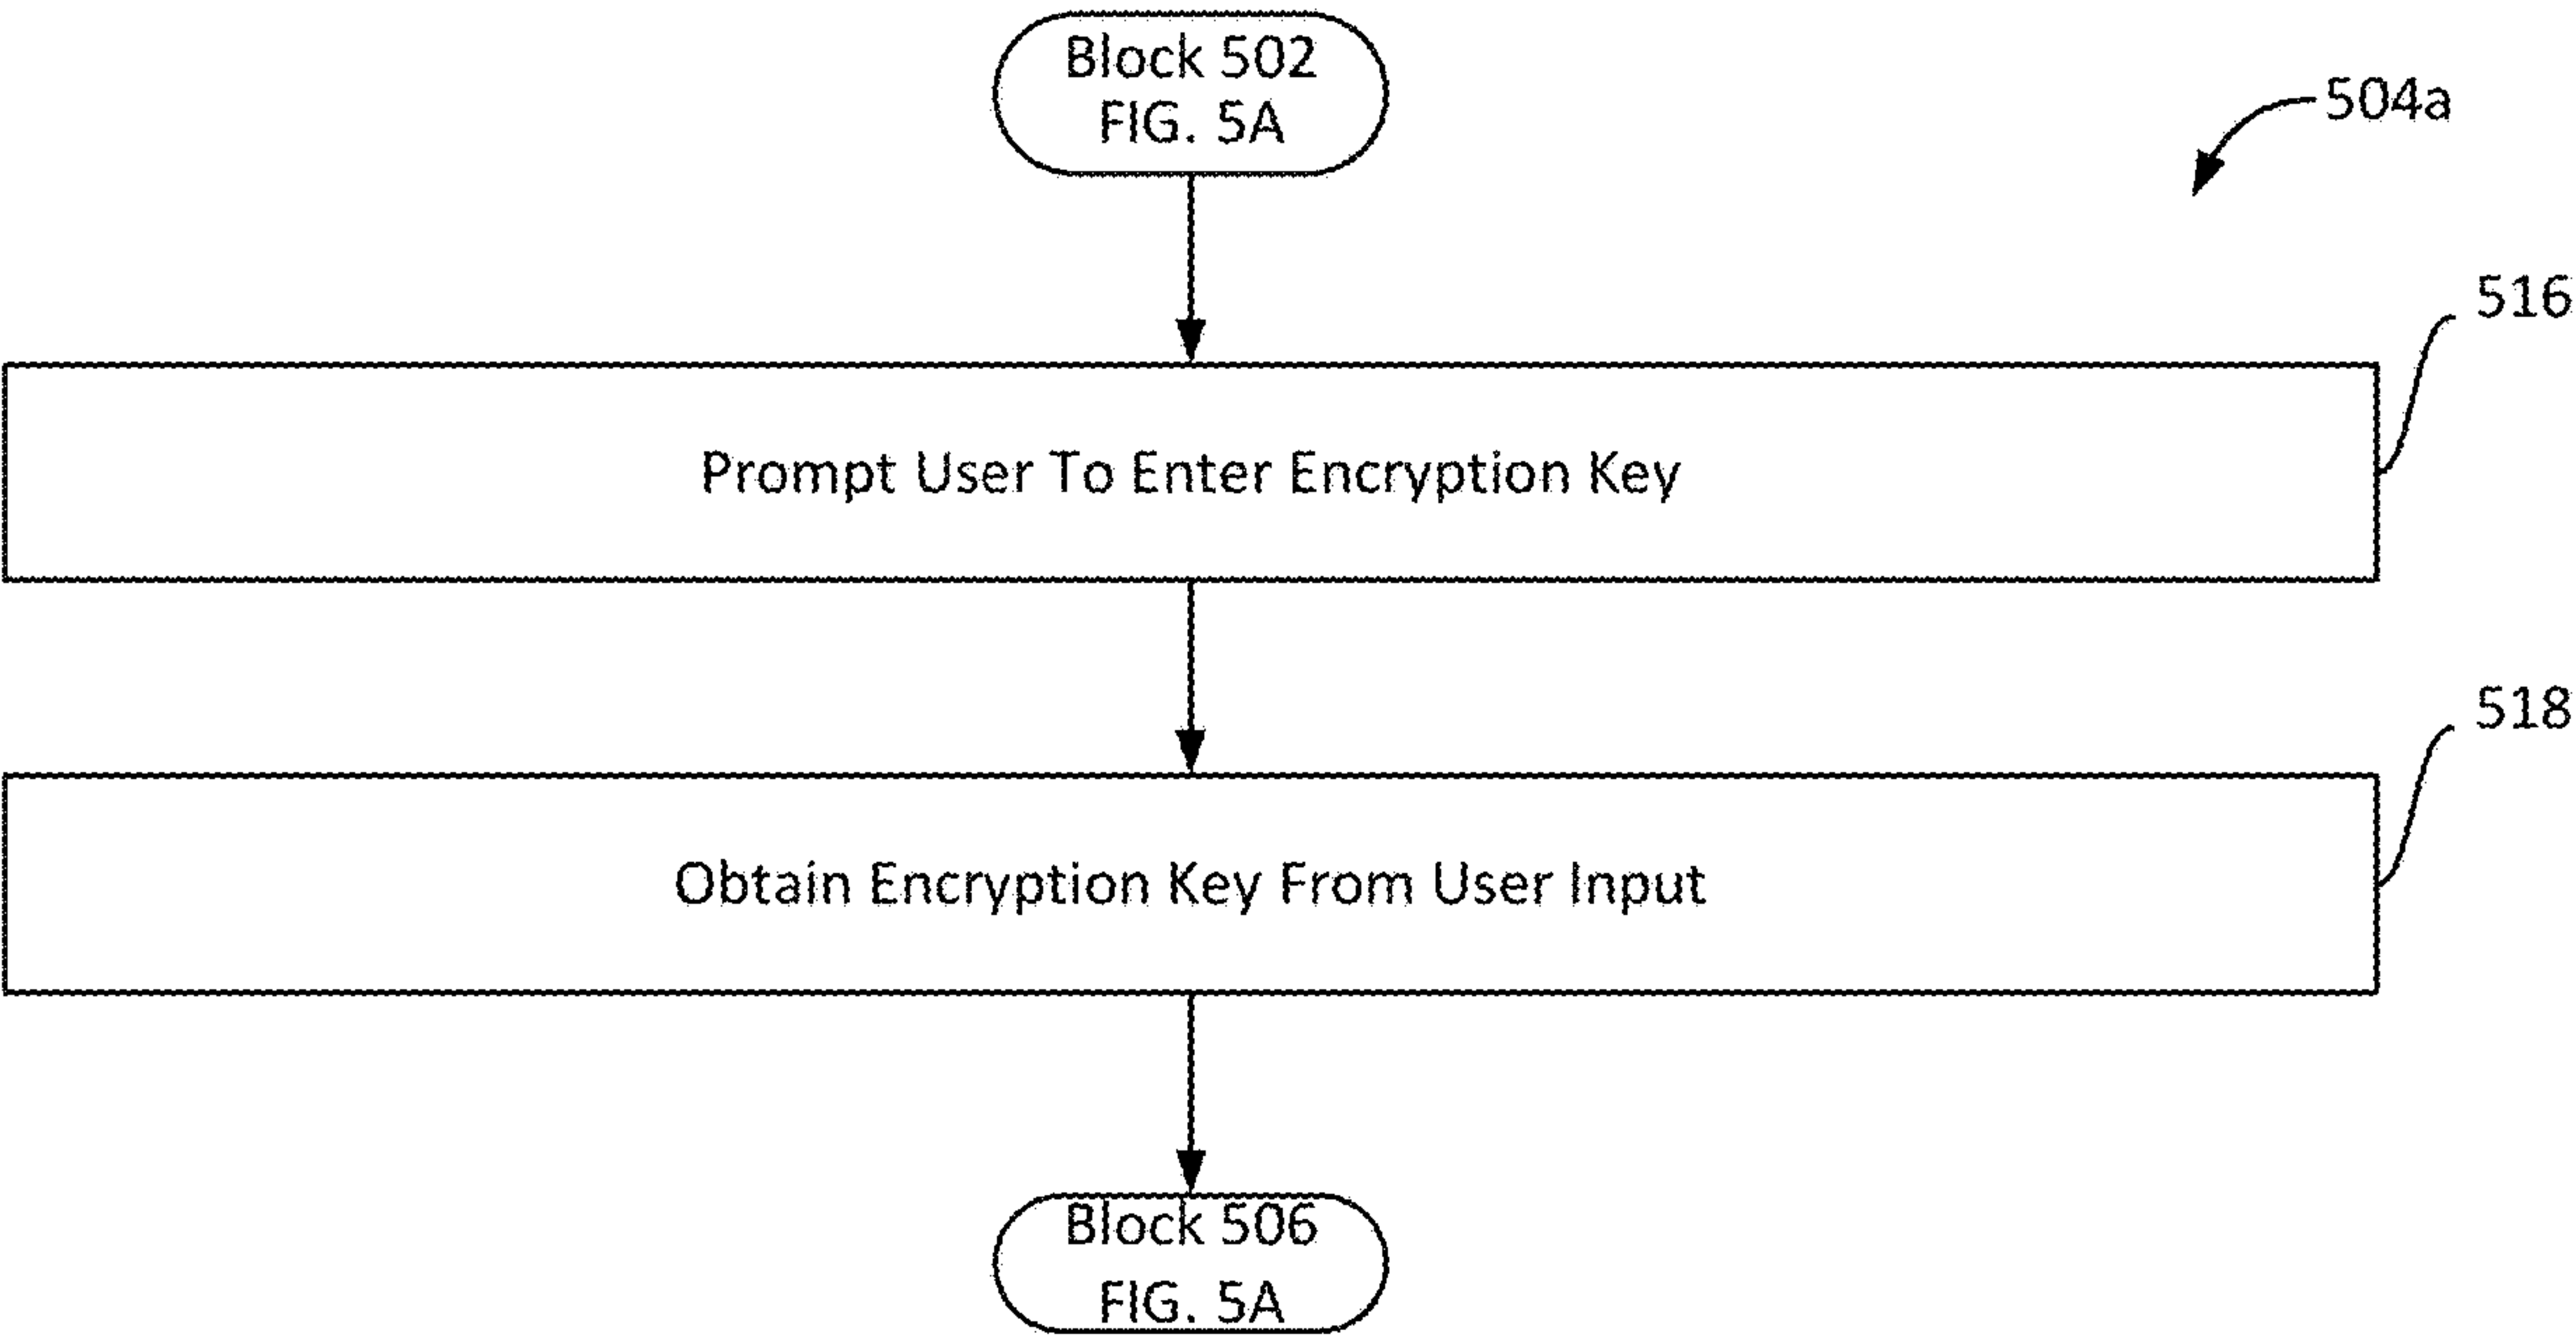 Block 502
FIG. 5A
504a
516
Prompt User To Enter Encryption Key
518
Obtain Encryption Key From User Input
Block 506
FIG. 5A